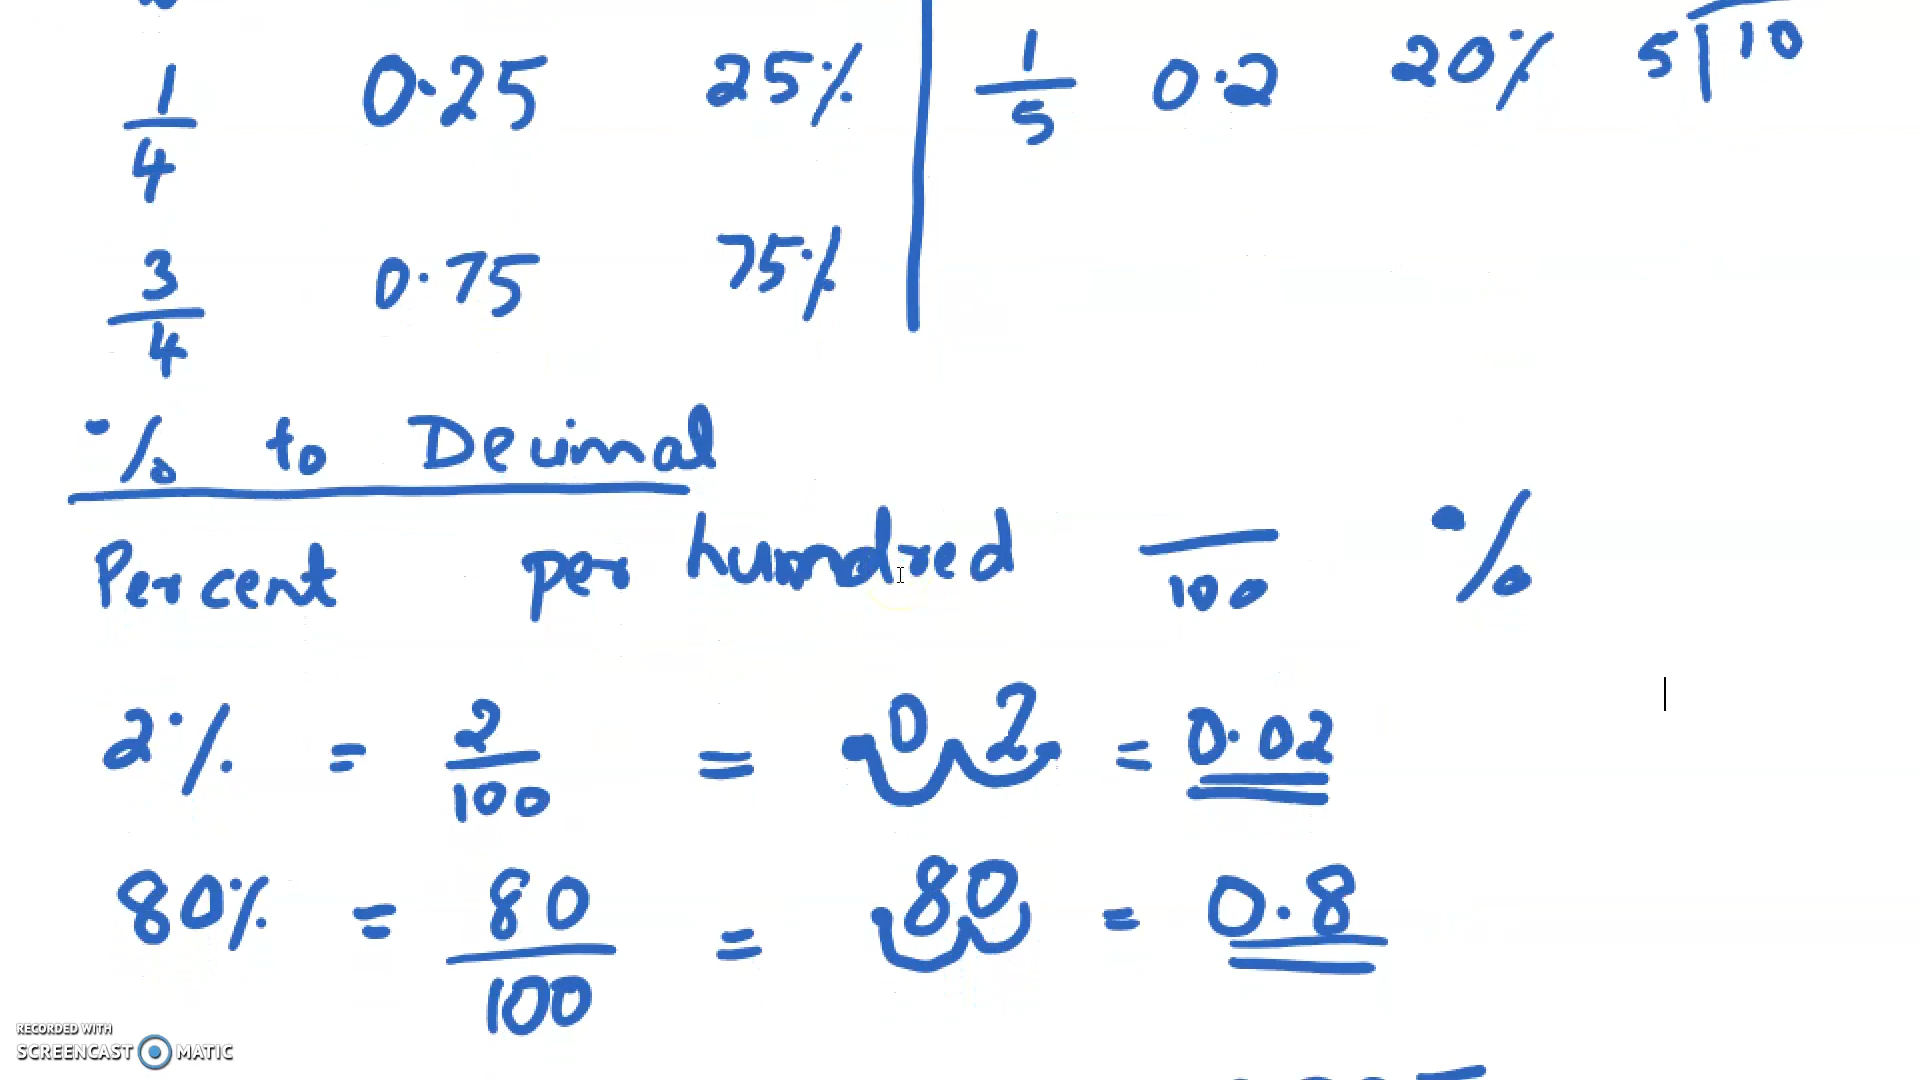 1/4 0.25 25% 1/5 0.2 20% 5 10
3/4 0.75 75%
% to Decimal
Percent per hundred /100 %
2% = 2/100 = 02 = 0.02
80% = 80/100 = 80 = 0.8
RECORDED WITH
SCREENCAST MATIC